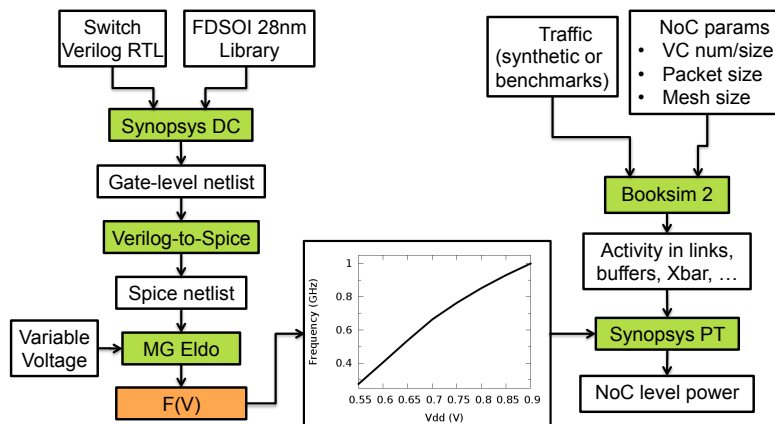 Switch
Verilog RTL
FDSOI 28nm
Library
Synopsys DC
Gate-level netlist
Verilog-to-Spice
Spice netlist
Variable
Voltage
MG Eldo
F(V)
Frequency (GHz)
1
0.8
0.6
0.4
0.55
0.6
0.65
0.7
0.75
0.8
0.85
0.9
Vdd (V)
Traffic
(synthetic or
benchmarks)
NoC params
• VC num/size
• Packet size
• Mesh size
Booksim 2
Activity in links,
buffers, Xbar, …
Synopsys PT
NoC level power